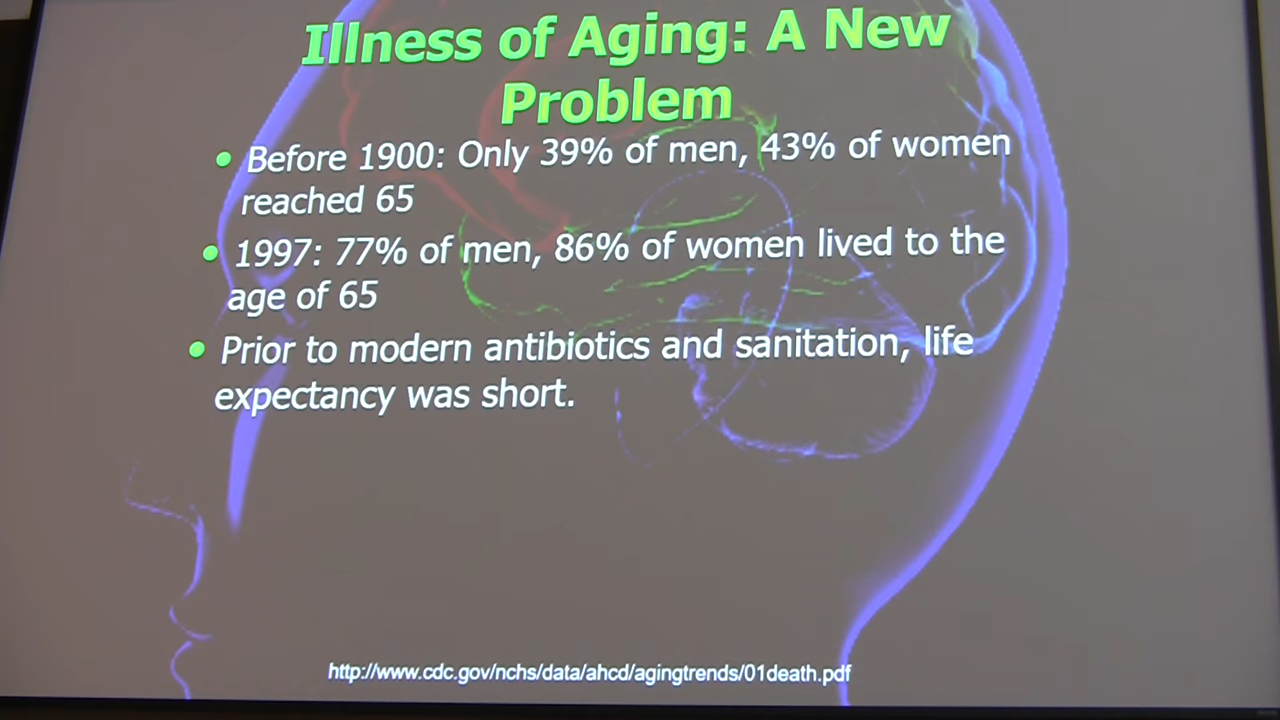 Illness of Aging: A New
Problem
• Before 1900: Only 39% of men, 43% of women
reached 65
• 1997: 77% of men, 86% of women lived to the
age of 65
• Prior to modern antibiotics and sanitation, life
expectancy was short.
http://www.cdc.gov/nchs/data/ahcd/agingtrends/01death.pdf